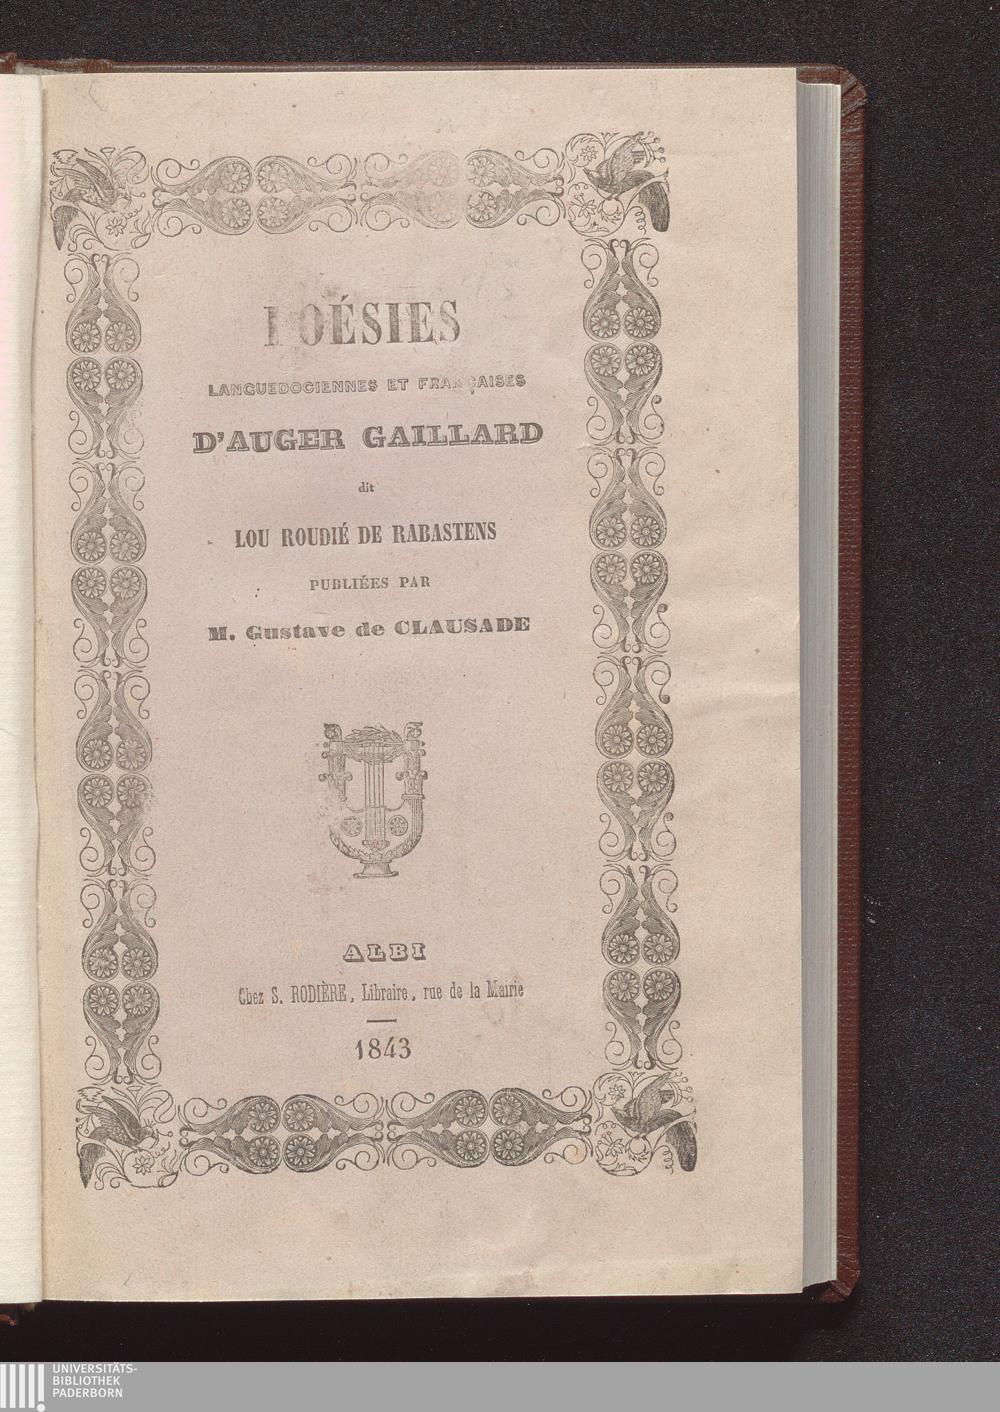 POÉSIES
LANGUEDOCIENNES ET FRANÇAISES
D'AUGER GAILLARD
dit
LOU ROUDIÉ DE RABASTENS
PUBLIÉES PAR
M. Gustave de CLAUSADE
ALBI
Chez S. RODIÈRE, Libraire, rue de la Mairie
1843
UNIVERSITÄTS-
BIBLIOTHEK
PADERBORN